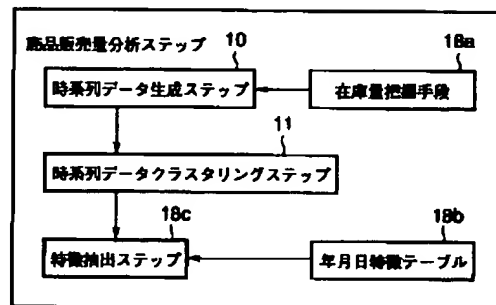 商品販売量分析ステップ
10
18a
時系列データ生成ステップ
在庫量把握手段
11
時系列データクラスタリングステップ
18c
18b
特徴抽出ステップ
年月日特徴テーブル